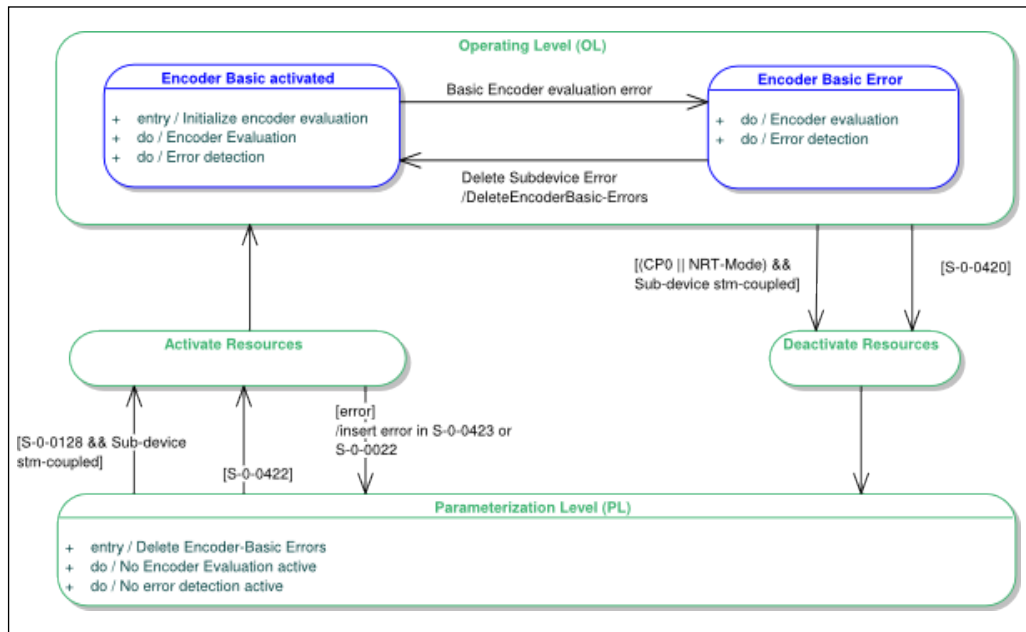 Operating Level (OL)
Encoder Basic activated
+ entry / Initialize encoder evaluation
+ do / Encoder Evaluation
+ do / Error detection
Basic Encoder evaluation error
Encoder Basic Error
+ do / Encoder evaluation
+ do / Error detection
Delete Subdevice Error
/DeleteEncoderBasic-Errors
[(CP0 || NRT-Mode) &&
Sub-device stm-coupled]
[S-0-0420]
Activate Resources
Deactivate Resources
[S-0-0128 && Sub-device
stm-coupled]
[S-0-0422]
[error]
/insert error in S-0-0423 or
S-0-0022
Parameterization Level (PL)
+ entry / Delete Encoder-Basic Errors
+ do / No Encoder Evaluation active
+ do / No error detection active